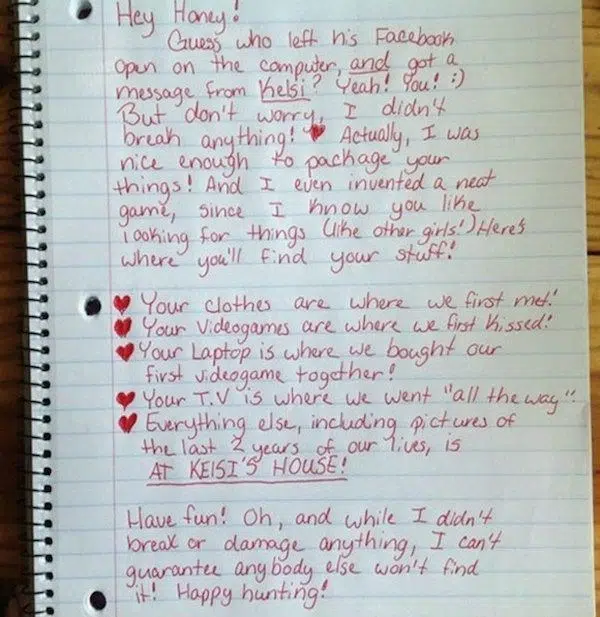 Hey Honey!
Guess who left his Facebook
open on the computer, and got a
message from Kelsi? Yeah! You! :)
But don't worry, I didn't
break anything! ♥ Actually, I was
nice enough to package your
things! And I even invented a neat
game, since I know you like
looking for things (like other girls!) Here's
where you'll find your stuff!
♥ Your clothes are where we first met!
♥ Your Videogames are where we first kissed!
♥ Your Laptop is where we bought our
first videogame together!
♥ Your T.V is where we went "all the way"!
♥ Everything else, including pictures of
the last 2 years of our lives, is
AT KElSI'S HOUSE!
Have fun! Oh, and while I didn't
break or damage anything, I can't
guarantee anybody else won't find
it! Happy hunting!